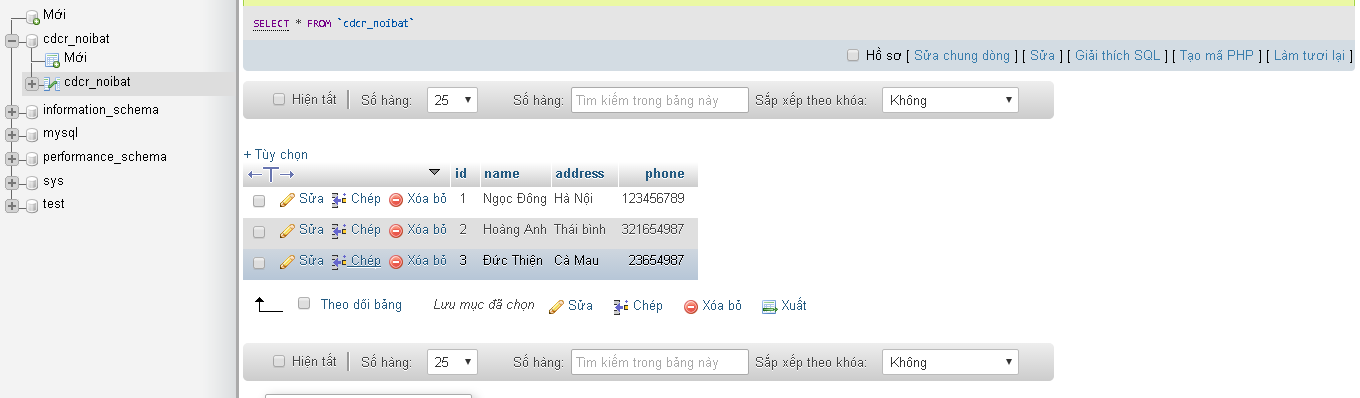 Mới
cdcr_noibat
Mới
cdcr_noibat
information_schema
mysql
performance_schema
sys
test
SELECT * FROM `cdcr_noibat`
Hồ sơ [ Sửa chung dòng ] [ Sửa ] [ Giải thích SQL ] [ Tạo mã PHP ] [ Làm tươi lại ]
Hiện tất | Số hàng: 25 Số hàng: Tìm kiếm trong bảng này Sắp xếp theo khóa: Không
+ Tùy chọn
←T→ id name address phone
Sửa Chép Xóa bỏ 1 Ngọc Đông Hà Nội 123456789
Sửa Chép Xóa bỏ 2 Hoàng Anh Thái bình 321654987
Sửa Chép Xóa bỏ 3 Đức Thiện Cà Mau 23654987
Theo dõi bảng Lưu mục đã chọn Sửa Chép Xóa bỏ Xuất
Hiện tất | Số hàng: 25 Số hàng: Tìm kiếm trong bảng này Sắp xếp theo khóa: Không